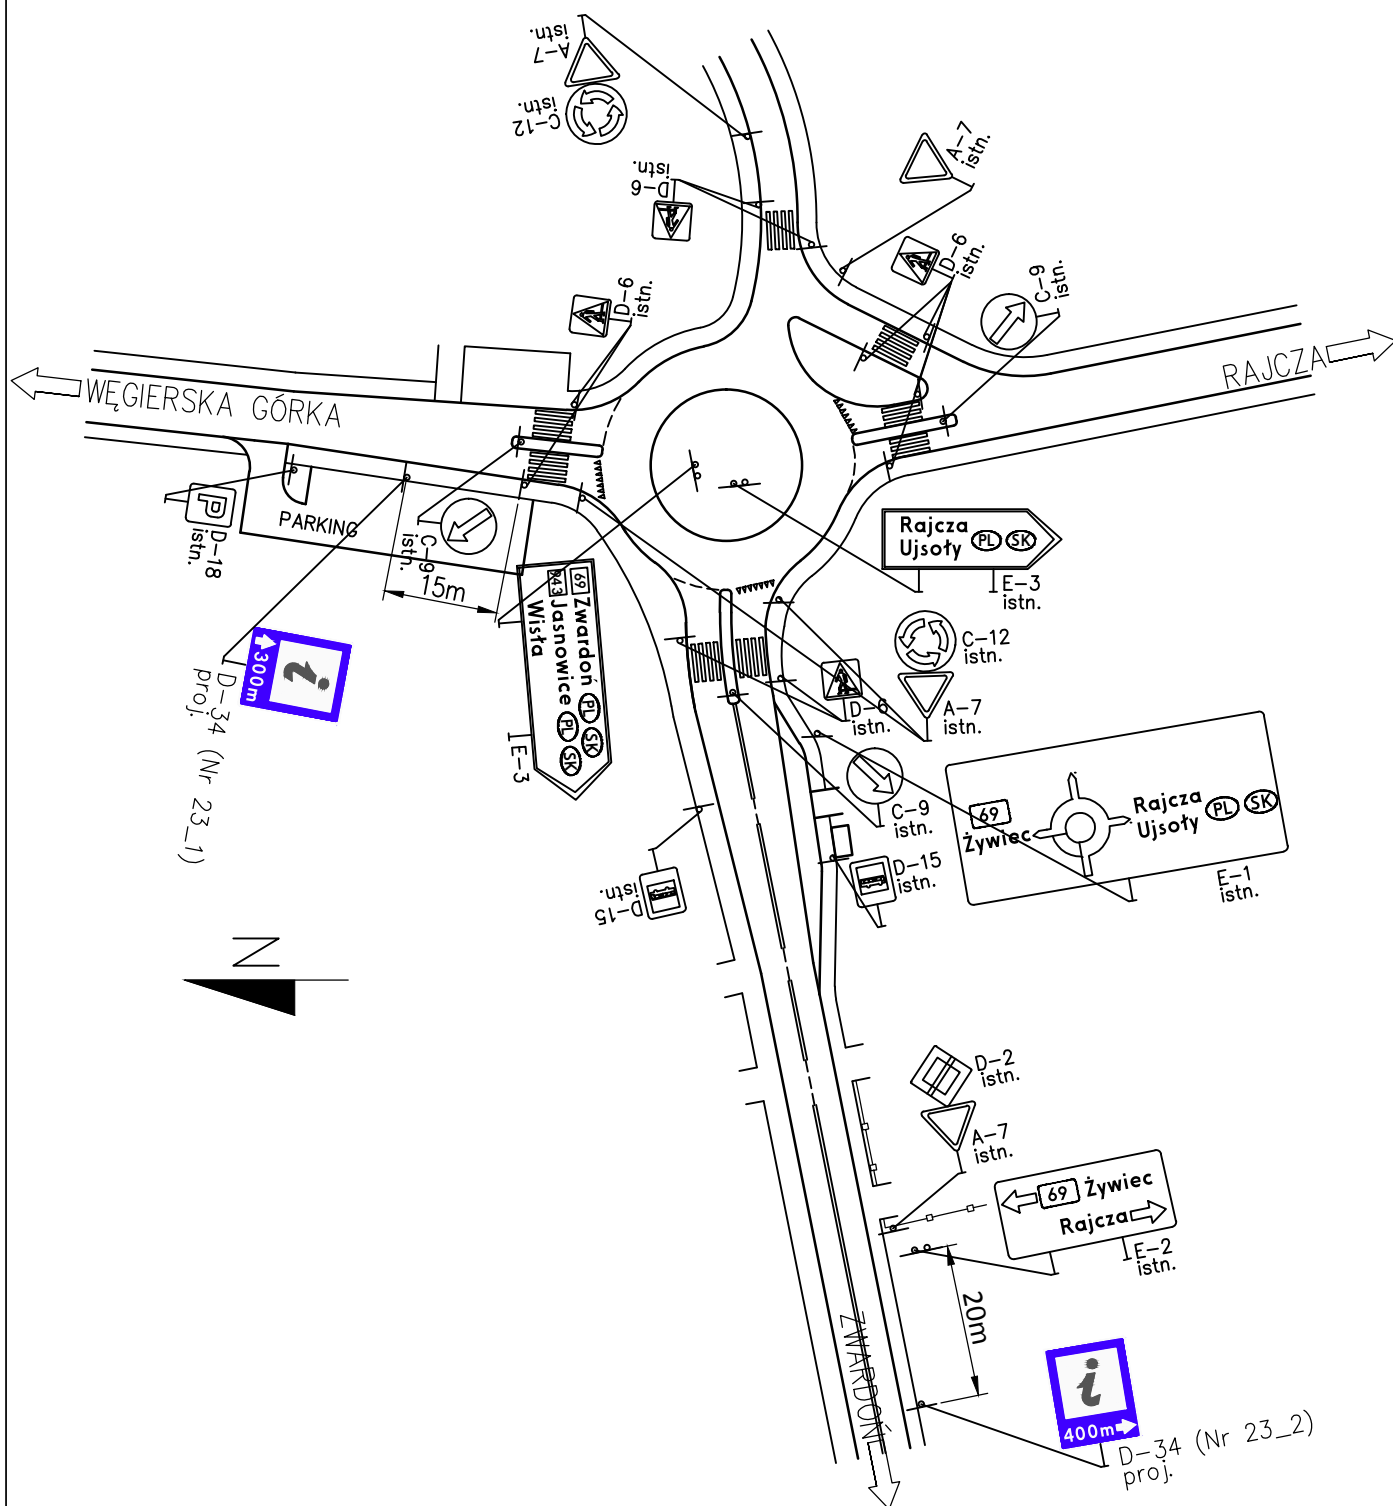 A-7
istn.
C-12
istn.
D-6
istn.
A-7
istn.
D-6
istn.
C-9
istn.
D-6
istn.
WĘGIERSKA GÓRKA
RAJCZA
P
D-18
istn.
PARKING
C-9
istn.
15m
Rajcza
Ujsoły PL SK
E-3
istn.
69 Zwardoń PL SK
943 Jasnowice PL SK
Wisła
E-3
C-12
istn.
A-7
istn.
D-6
istn.
i
300m
D-34 (Nr 23_1)
proj.
C-9
istn.
69
Żywiec
Rajcza
Ujsoły PL SK
E-1
istn.
D-15
istn.
D-15
istn.
N
D-2
istn.
A-7
istn.
69 Żywiec
Rajcza
E-2
istn.
20m
ZWARDOŃ
i
400m
D-34 (Nr 23_2)
proj.